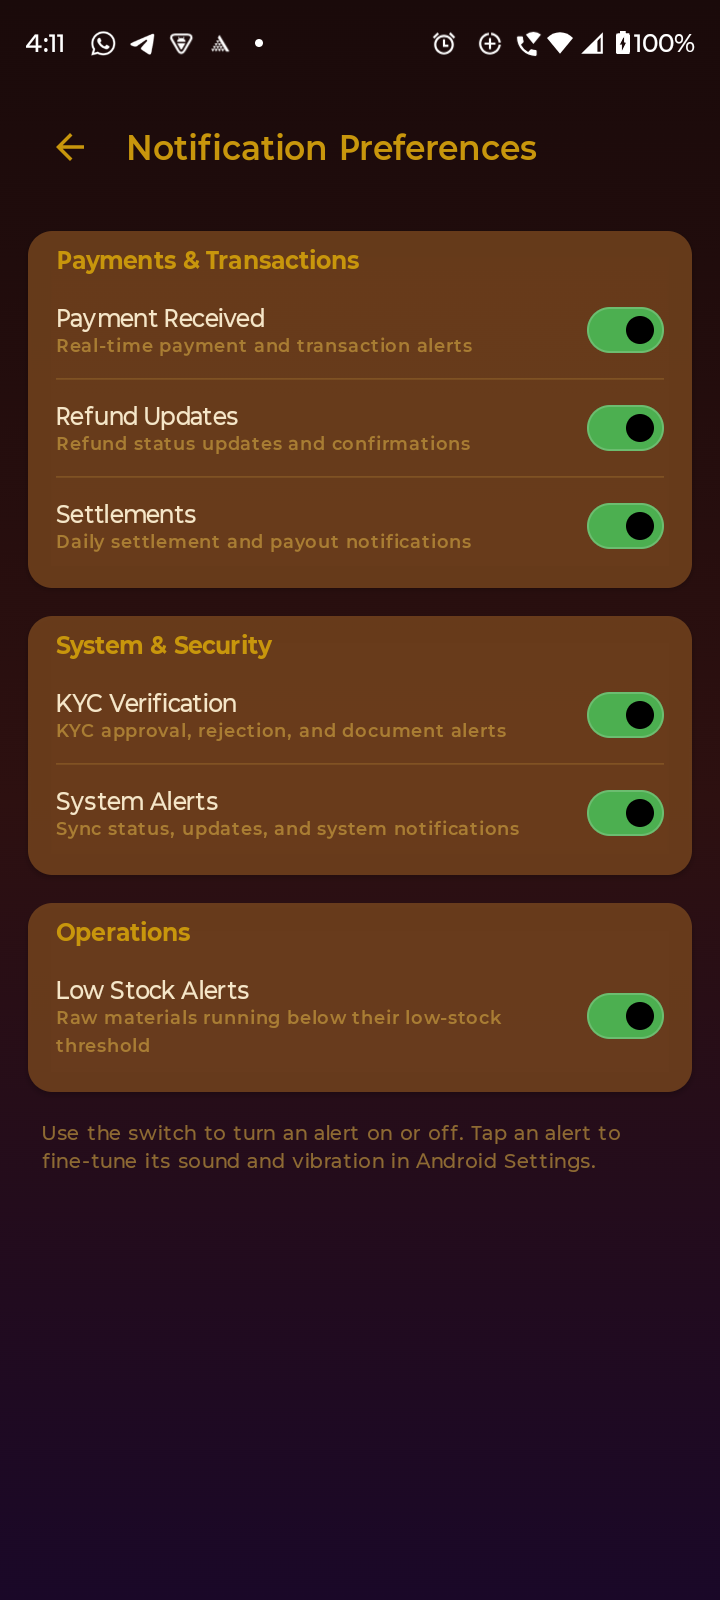 4:11 100%
Notification Preferences
Payments & Transactions
Payment Received
Real-time payment and transaction alerts
Refund Updates
Refund status updates and confirmations
Settlements
Daily settlement and payout notifications
System & Security
KYC Verification
KYC approval, rejection, and document alerts
System Alerts
Sync status, updates, and system notifications
Operations
Low Stock Alerts
Raw materials running below their low-stock
threshold
Use the switch to turn an alert on or off. Tap an alert to
fine-tune its sound and vibration in Android Settings.